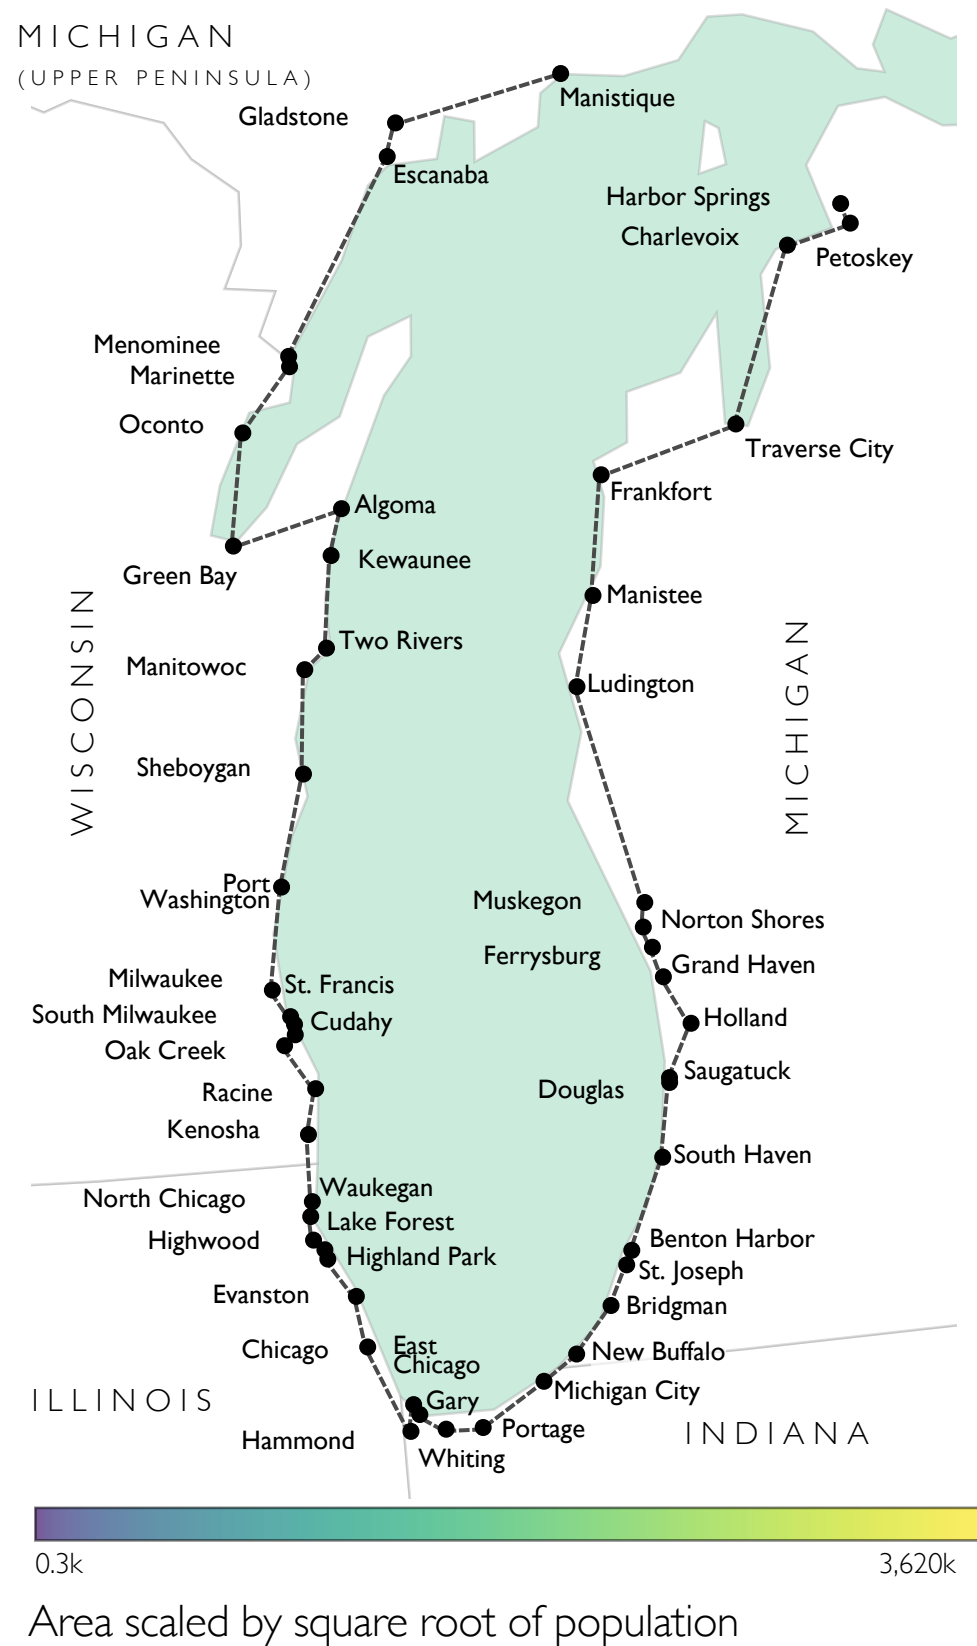 MICHIGAN
(UPPER PENINSULA)
Manistique
Gladstone
Escanaba
Harbor Springs
Charlevoix
Petoskey
Menominee
Marinette
Oconto
Traverse City
Frankfort
Algoma
Kewaunee
Green Bay
Manistee
WISCONSIN
MICHIGAN
Two Rivers
Manitowoc
Ludington
Sheboygan
Port
Washington
Muskegon
Norton Shores
Ferrysburg
Grand Haven
Milwaukee
St. Francis
South Milwaukee
Cudahy
Holland
Oak Creek
Saugatuck
Racine
Douglas
Kenosha
South Haven
Waukegan
North Chicago
Lake Forest
Highwood
Highland Park
Benton Harbor
St. Joseph
Evanston
Bridgman
Chicago
East
Chicago
New Buffalo
Michigan City
ILLINOIS
Gary
Portage
INDIANA
Hammond
Whiting
0.3k
3,620k
Area scaled by square root of population